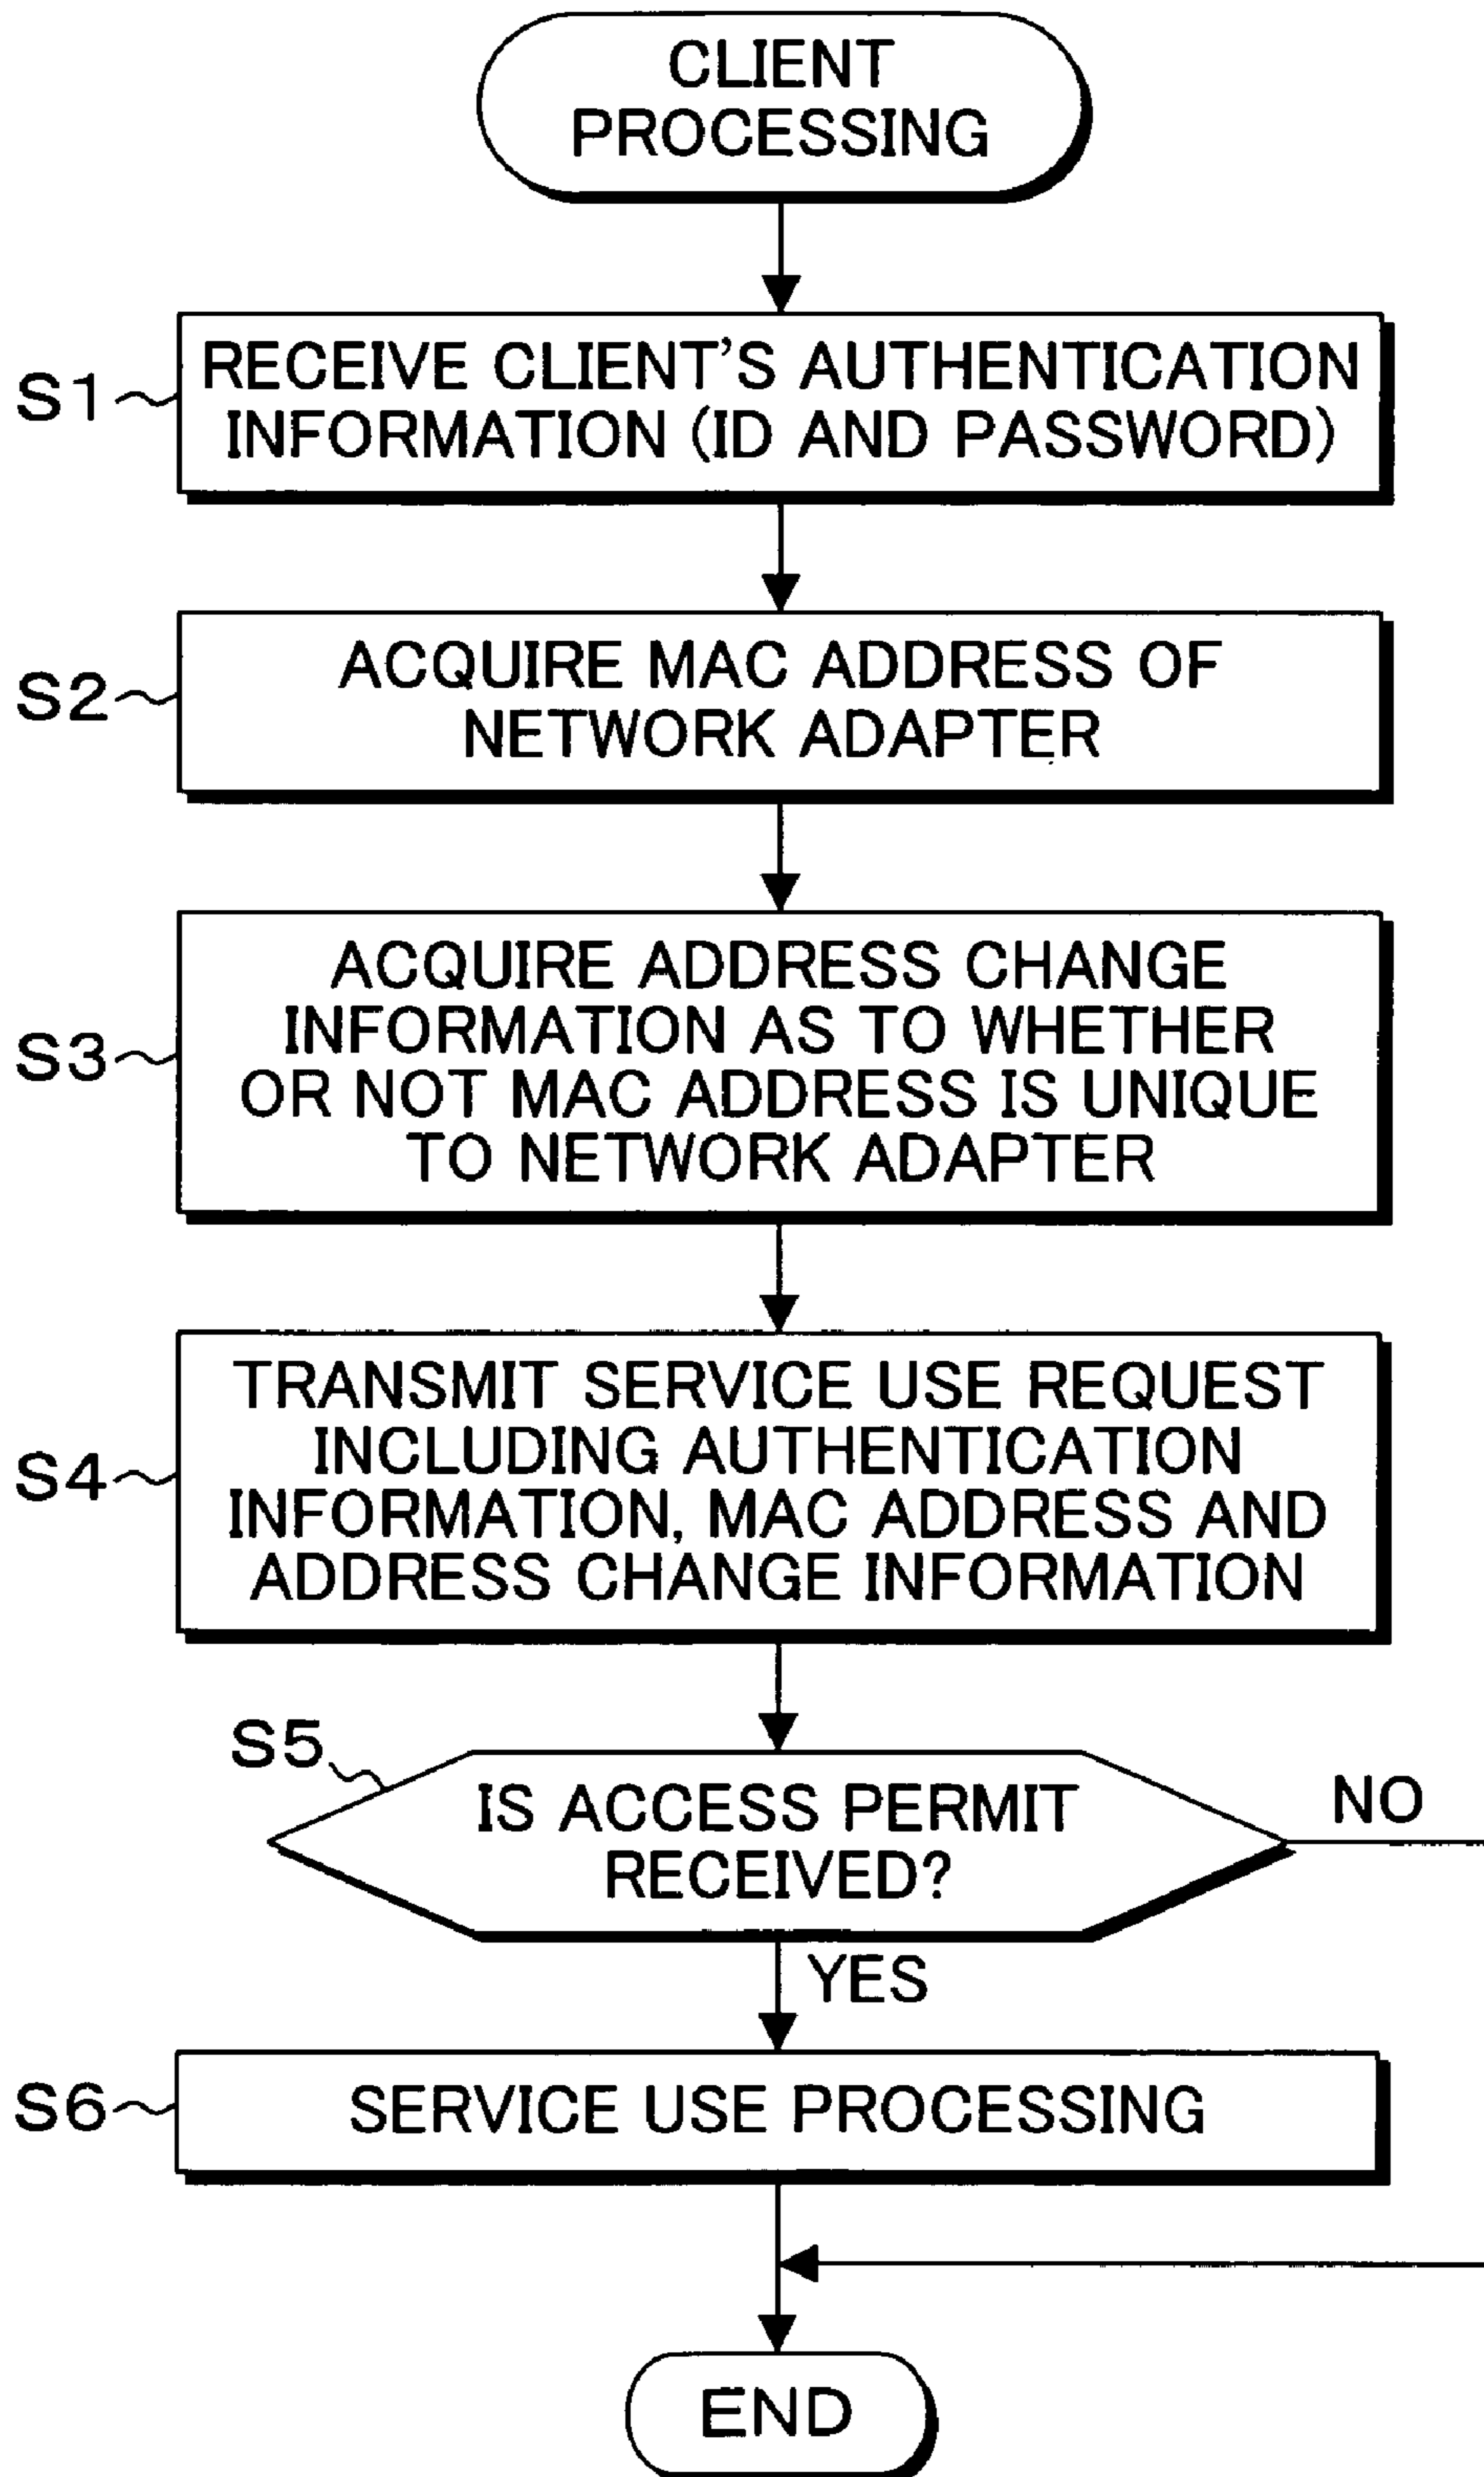 CLIENT
PROCESSING
S1
RECEIVE CLIENT'S AUTHENTICATION
INFORMATION (ID AND PASSWORD)
S2
ACQUIRE MAC ADDRESS OF
NETWORK ADAPTER
S3
ACQUIRE ADDRESS CHANGE
INFORMATION AS TO WHETHER
OR NOT MAC ADDRESS IS UNIQUE
TO NETWORK ADAPTER
S4
TRANSMIT SERVICE USE REQUEST
INCLUDING AUTHENTICATION
INFORMATION, MAC ADDRESS AND
ADDRESS CHANGE INFORMATION
S5
IS ACCESS PERMIT
RECEIVED?
NO
YES
S6
SERVICE USE PROCESSING
END